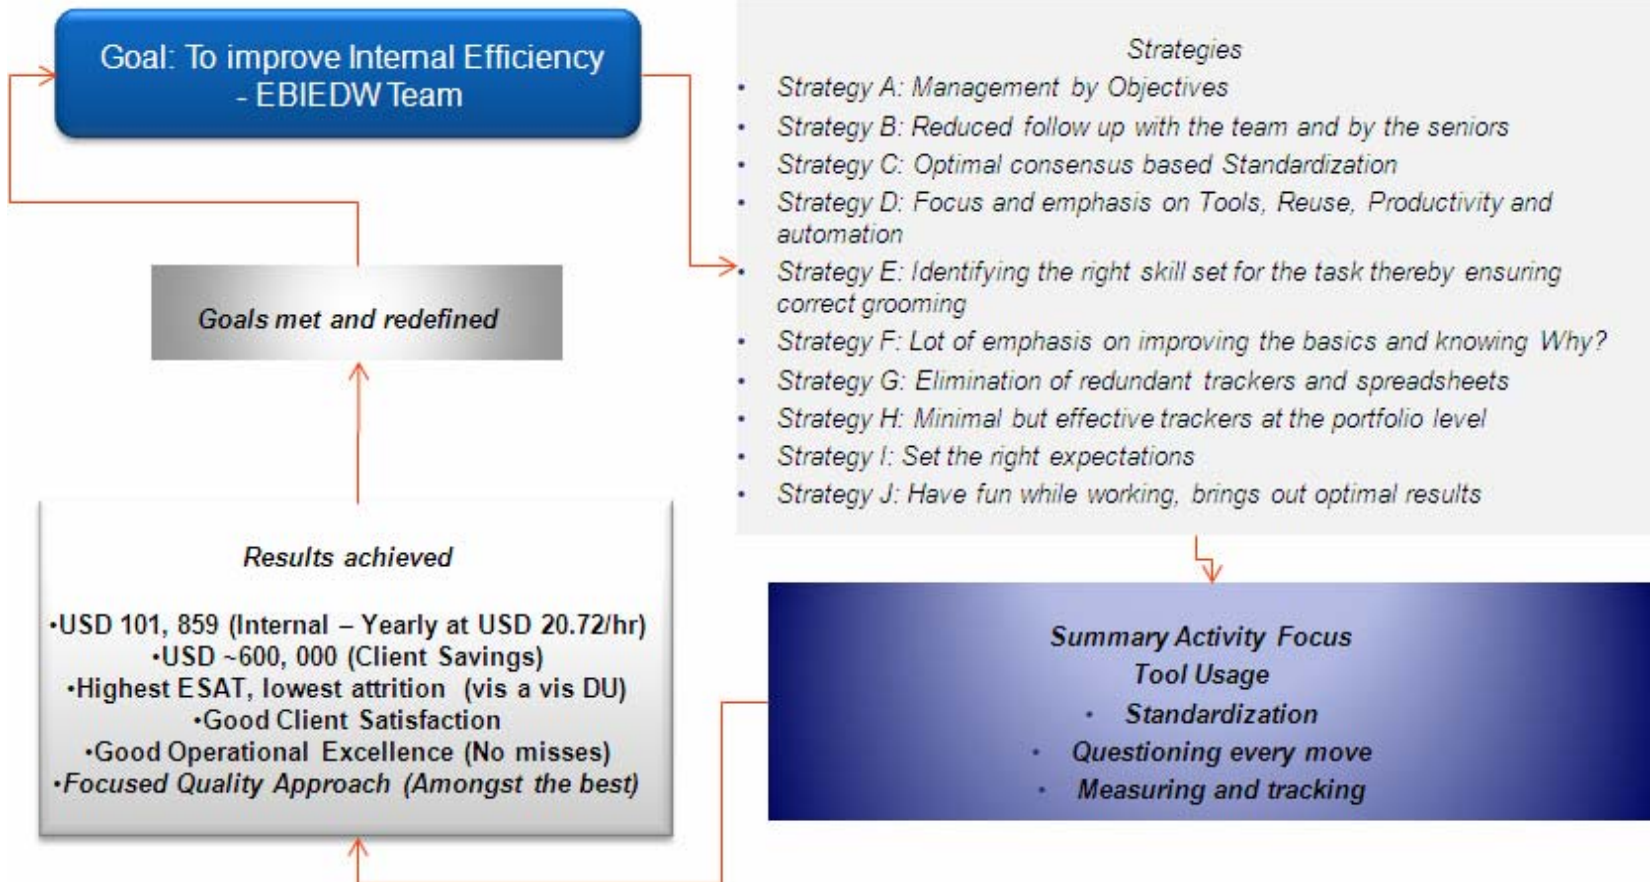 Goal: To improve Internal Efficiency
- EBIEDW Team
Strategies
• Strategy A: Management by Objectives
• Strategy B: Reduced follow up with the team and by the seniors
• Strategy C: Optimal consensus based Standardization
• Strategy D: Focus and emphasis on Tools, Reuse, Productivity and
automation
• Strategy E: Identifying the right skill set for the task thereby ensuring
correct grooming
• Strategy F: Lot of emphasis on improving the basics and knowing Why?
• Strategy G: Elimination of redundant trackers and spreadsheets
• Strategy H: Minimal but effective trackers at the portfolio level
• Strategy I: Set the right expectations
• Strategy J: Have fun while working, brings out optimal results
Summary Activity Focus
Tool Usage
• Standardization
• Questioning every move
• Measuring and tracking
Results achieved
•USD 101, 859 (Internal – Yearly at USD 20.72/hr)
•USD ~600, 000 (Client Savings)
•Highest ESAT, lowest attrition (vis a vis DU)
•Good Client Satisfaction
•Good Operational Excellence (No misses)
•Focused Quality Approach (Amongst the best)
Goals met and redefined